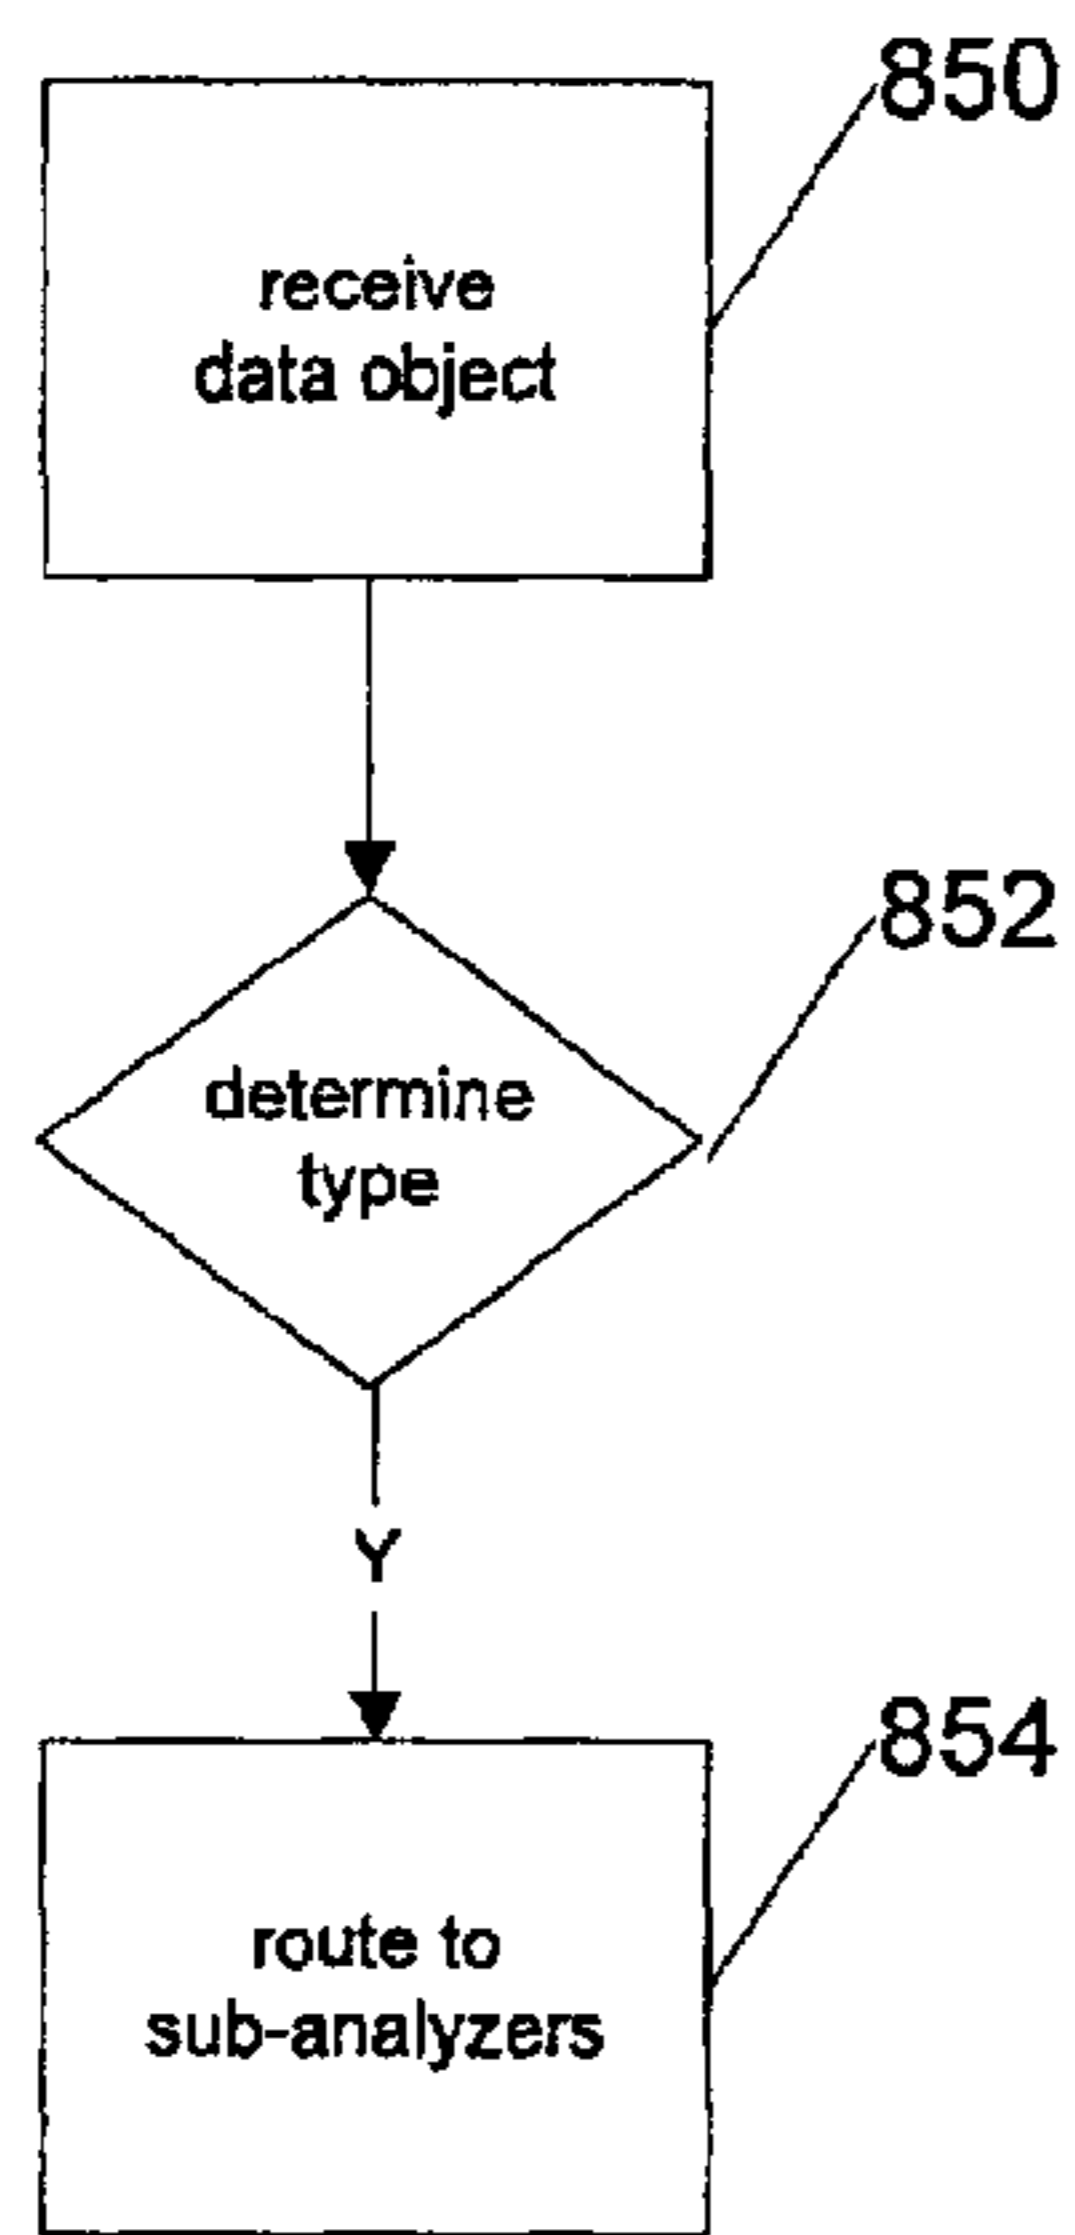 850
receive
data object
852
determine
type
Y
854
route to
sub-analyzers